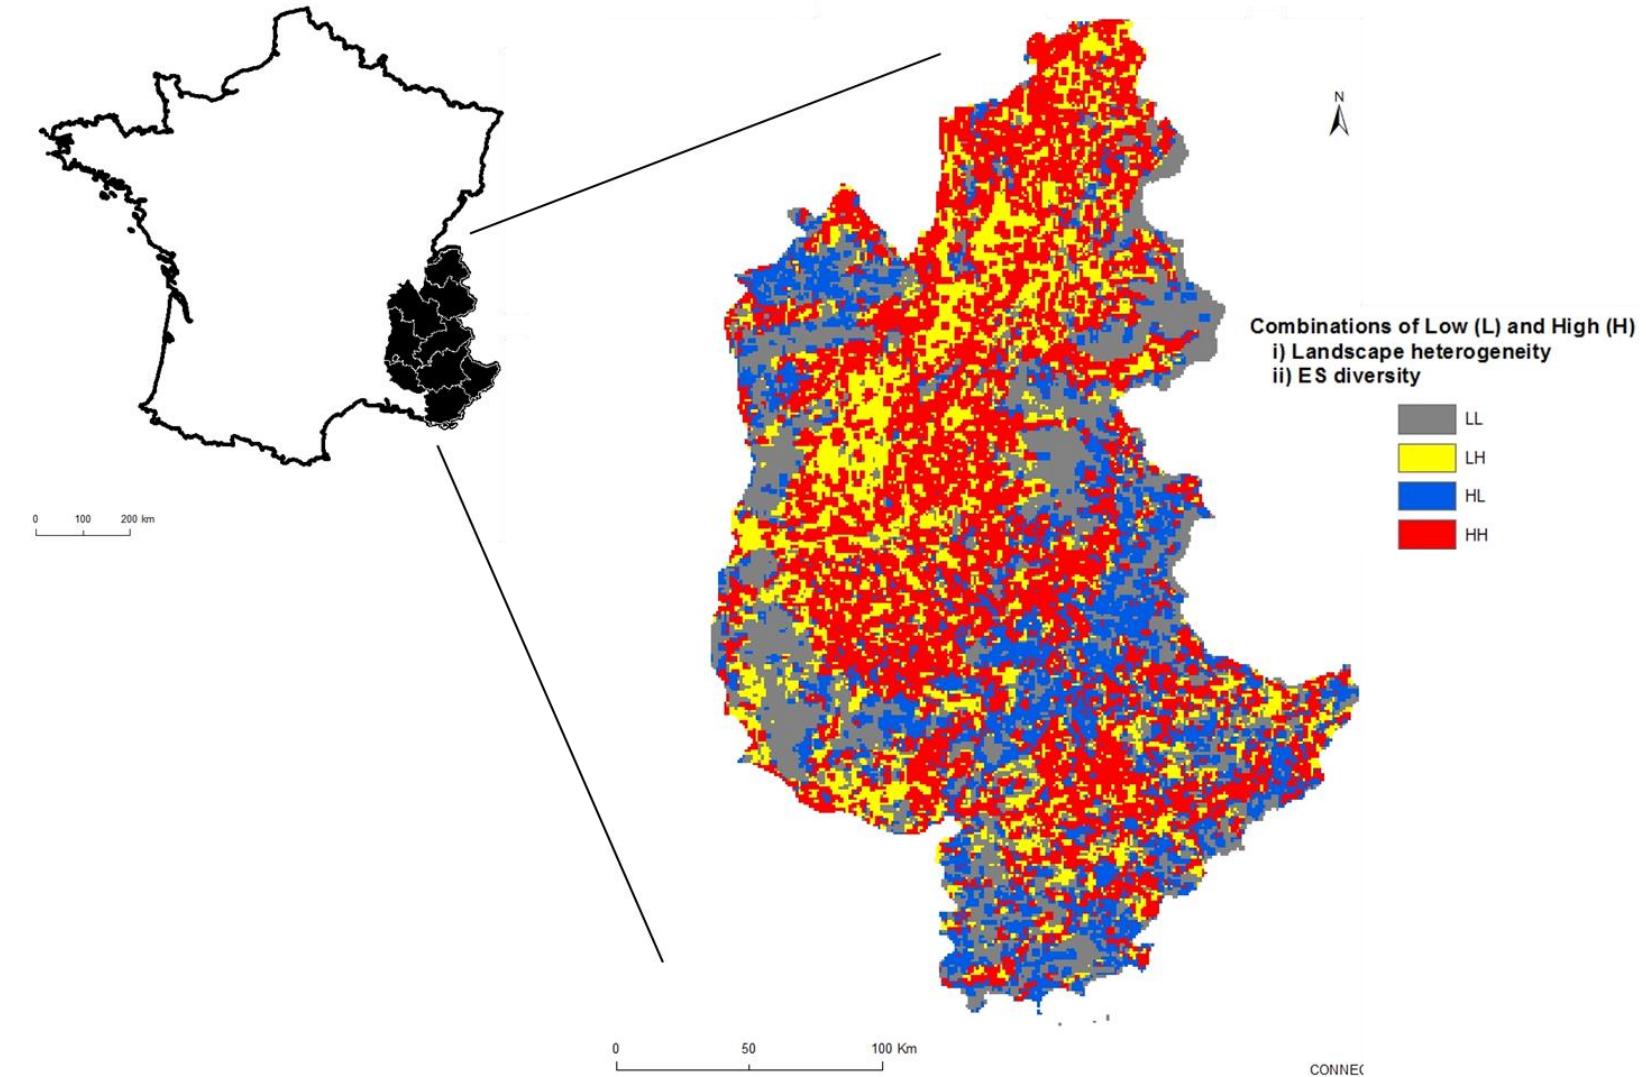 N
Combinations of Low (L) and High (H)
i) Landscape heterogeneity
ii) ES diversity
LL
LH
HL
HH
0 100 200 km
0 50 100 Km
CONNEC